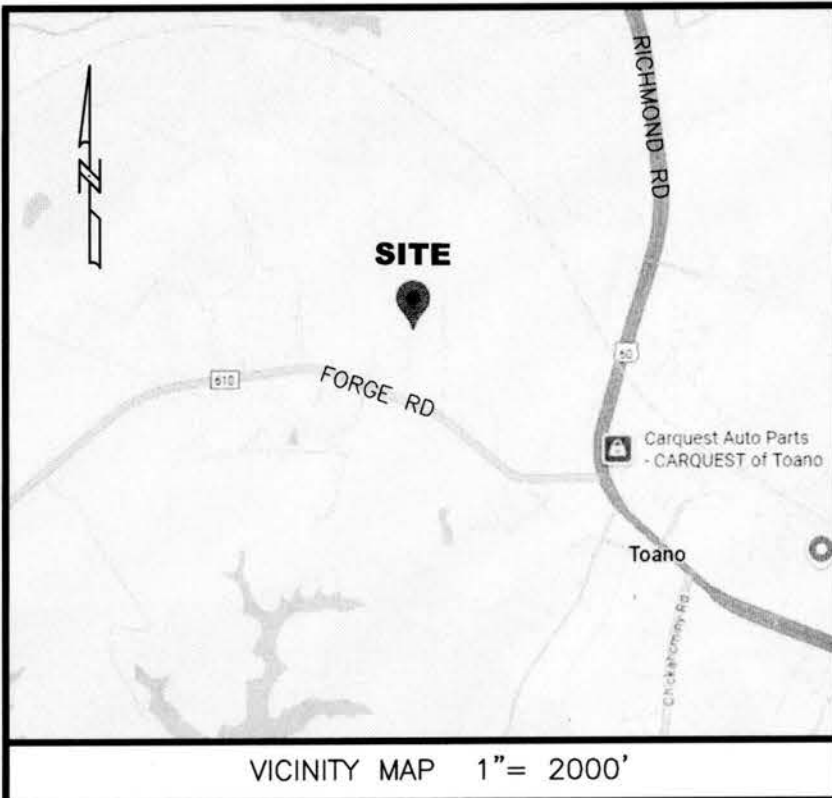 RICHMOND RD
N
SITE
60
610
FORGE RD
Carquest Auto Parts
- CARQUEST of Toano
Toano
Chickahominy Rd
VICINITY MAP 1"= 2000'